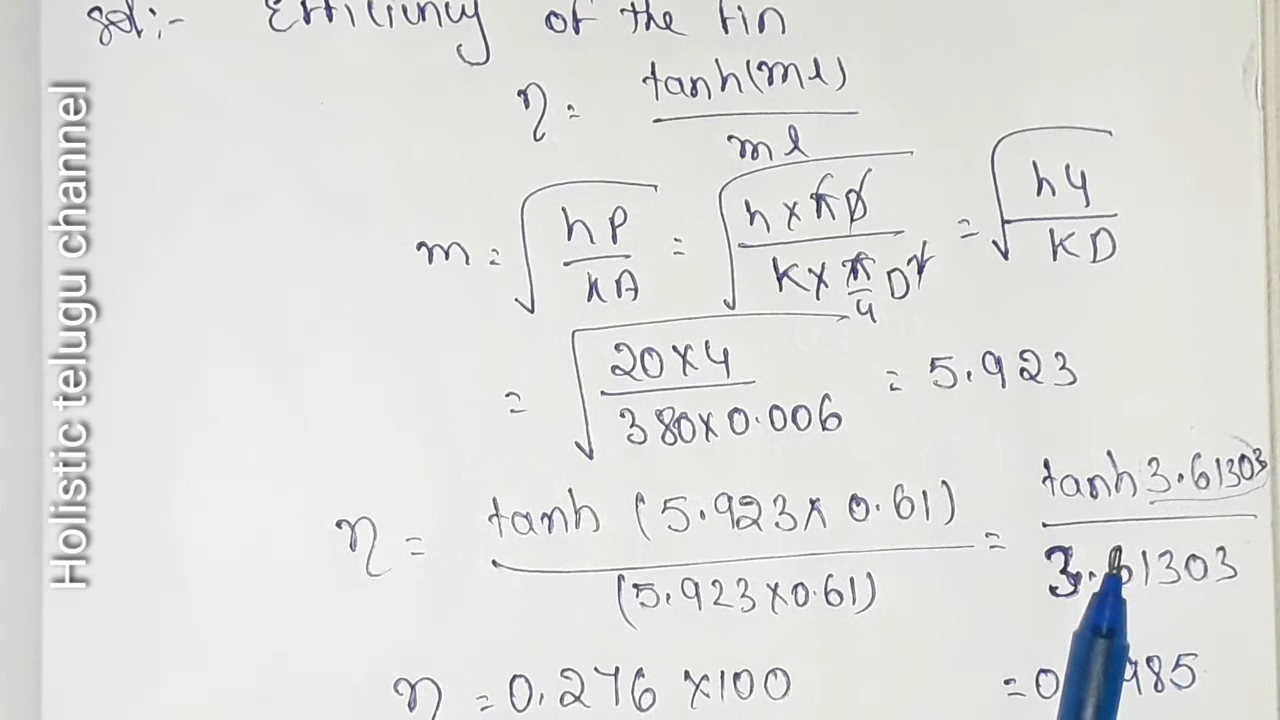 Sol:- Efficiency of the fin
η = tanh(ml) / ml
m = √(hP / KA) = √(h × πD / K × π/4 D²) = √(h4 / KD)
= √(20×4 / 380×0.006) = 5.923
η = tanh (5.923 × 0.61) / (5.923×0.61) = tanh 3.61303 / 3.61303
η = 0.276 ×100
Holistic telugu channel